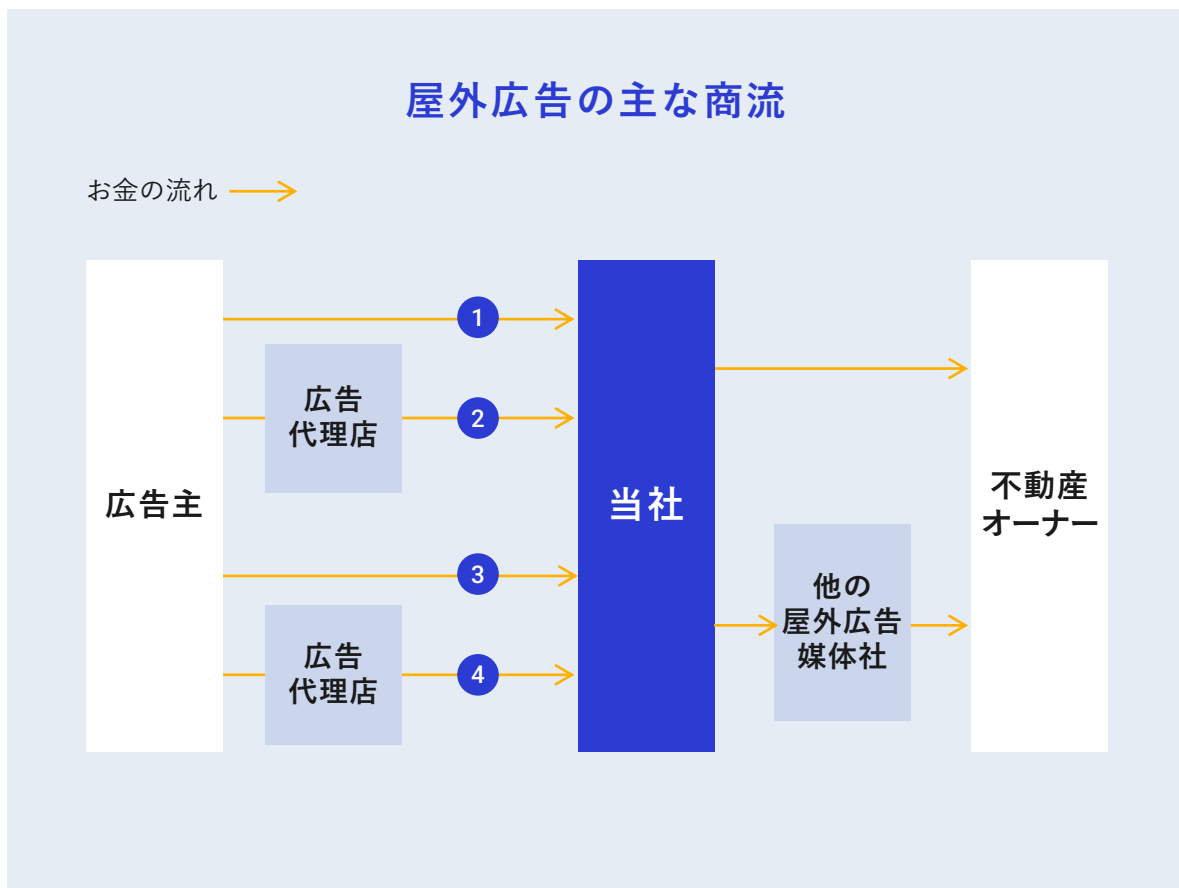 屋外広告の主な商流
お金の流れ
1
広告
代理店
2
広告主
3
広告
代理店
4
当社
他の
屋外広告
媒体社
不動産
オーナー